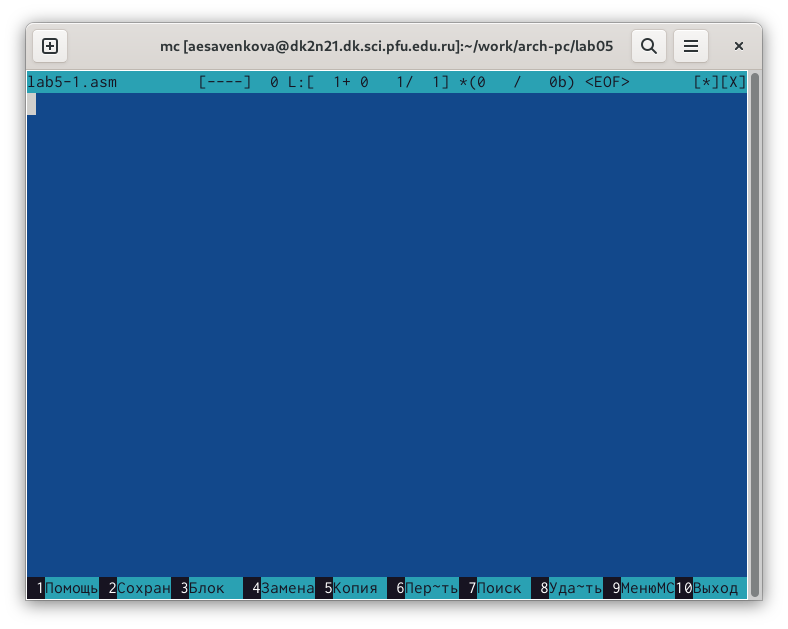 mc [aesavenkova@dk2n21.dk.sci.pfu.edu.ru]:~/work/arch-pc/lab05
lab5-1.asm [----] 0 L:[ 1+ 0 1/ 1] *(0 / 0b) <EOF> [*][X]
1Помощь 2Сохран 3Блок 4Замена 5Копия 6Пер~ть 7Поиск 8Уда~ть 9МенюMC 10Выход